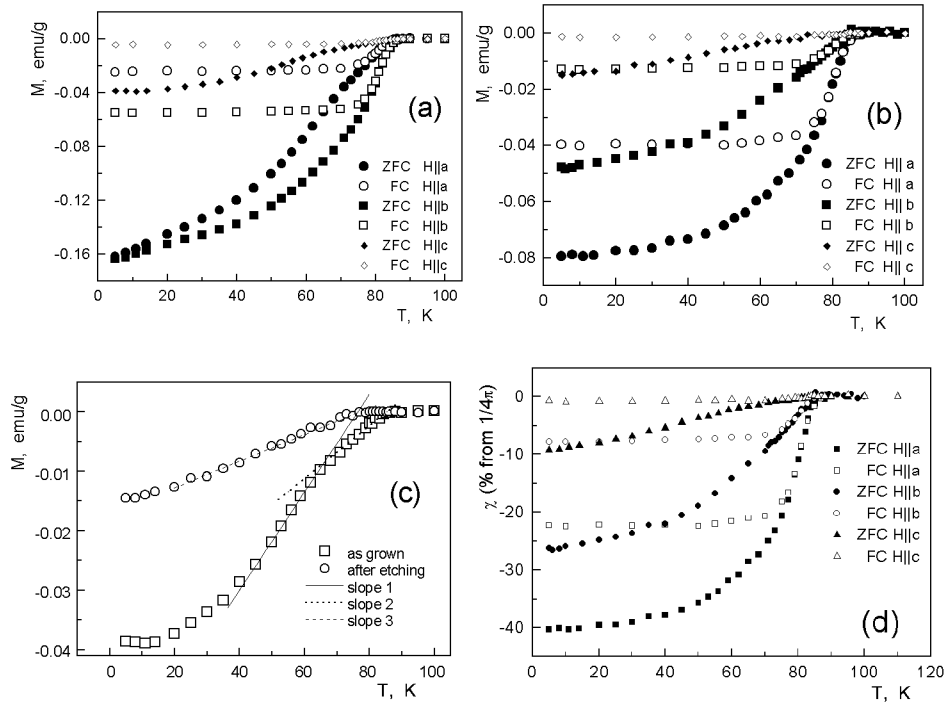 0.00
-0.04
-0.08
-0.12
-0.16
M, emu/g
(a)
ZFC H||a
FC H||a
ZFC H||b
FC H||b
ZFC H||c
FC H||c
0 20 40 60 80 100
T, K
0.00
-0.02
-0.04
-0.06
-0.08
M, emu/g
(b)
ZFC H|| a
FC H|| a
ZFC H|| b
FC H|| b
ZFC H|| c
FC H|| c
0 20 40 60 80 100
T, K
0.00
-0.01
-0.02
-0.03
-0.04
M, emu/g
(c)
as grown
after etching
slope 1
slope 2
slope 3
0 20 40 60 80 100
T, K
0
-10
-20
-30
-40
χ (% from 1/4π)
ZFC H||a
FC H||a
ZFC H||b
FC H||b
ZFC H||c
FC H||c
(d)
0 20 40 60 80 100 120
T, K